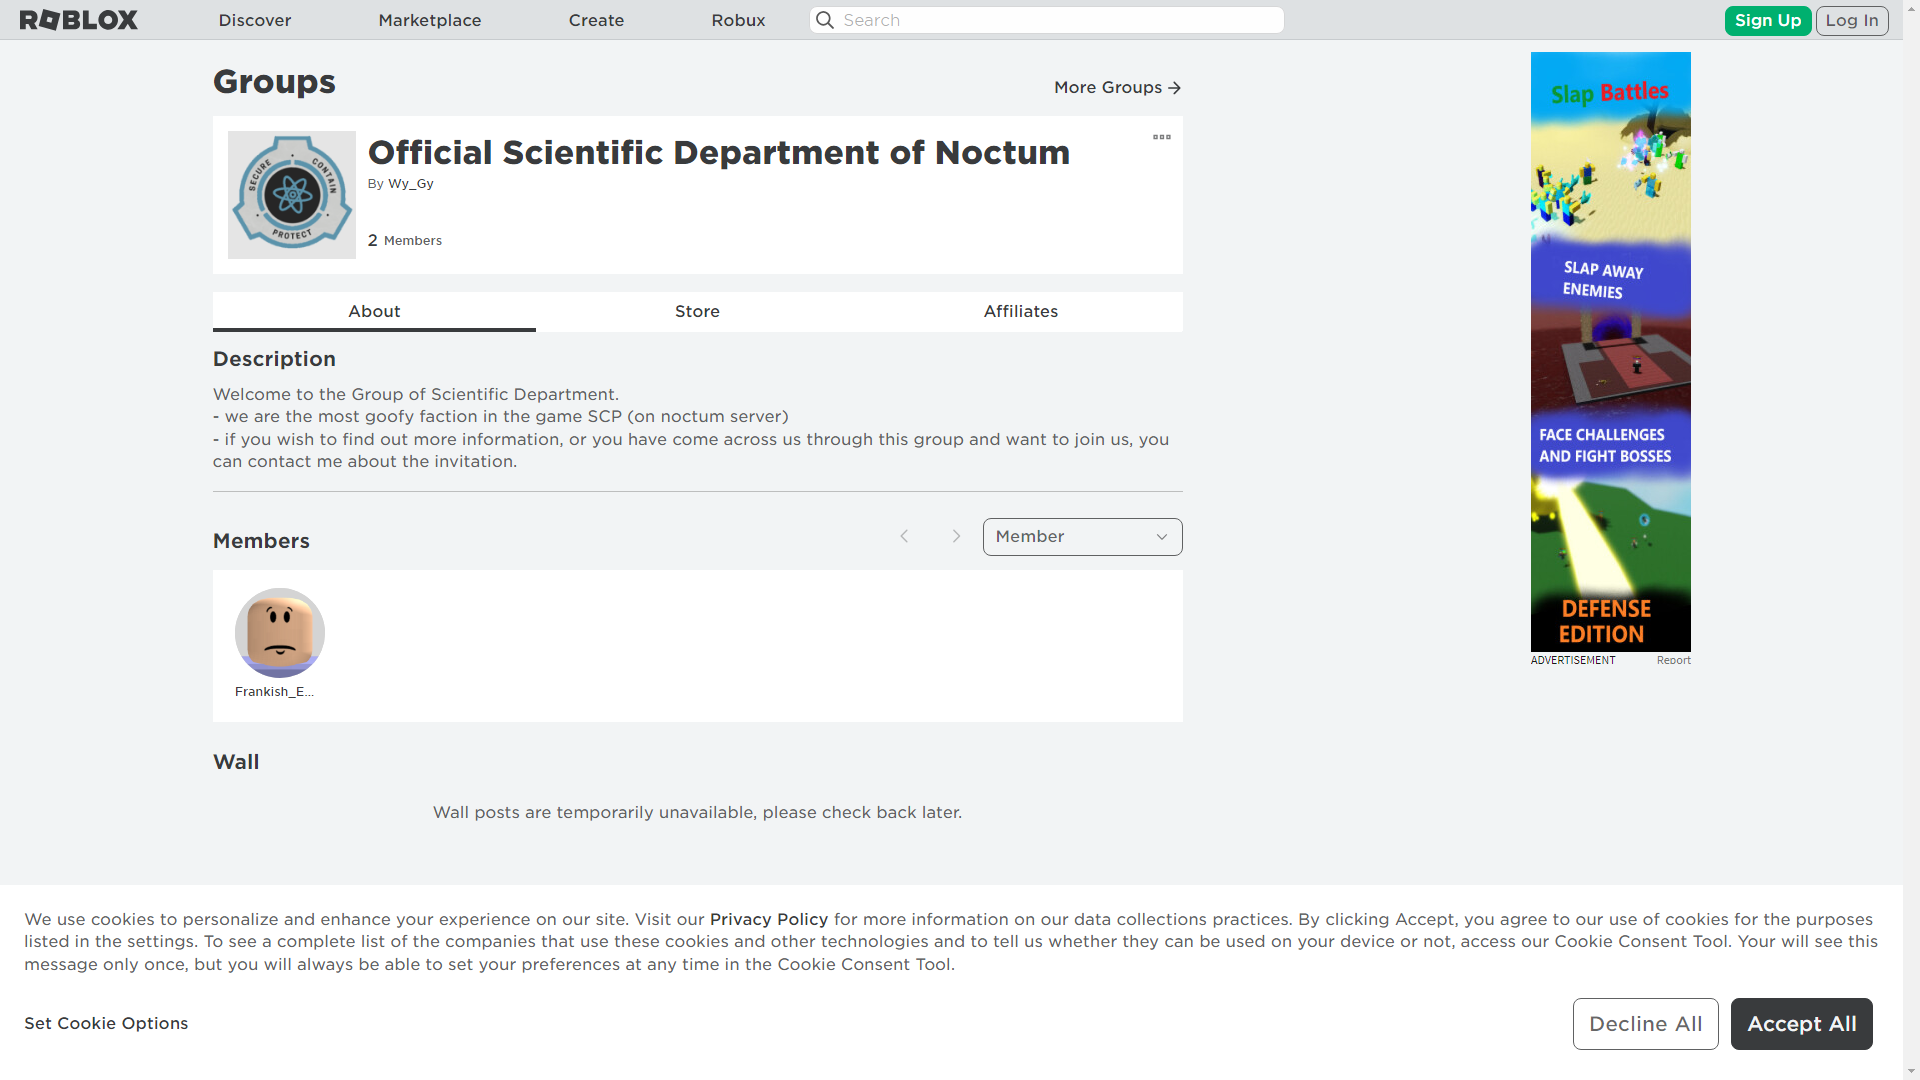 ROBLOX
Discover
Marketplace
Create
Robux
Search
Sign Up
Log In
Groups
More Groups
SECURE
CONTAIN
PROTECT
Official Scientific Department of Noctum
By Wy_Gy
2 Members
About
Store
Affiliates
Description
Welcome to the Group of Scientific Department.
- we are the most goofy faction in the game SCP (on noctum server)
- if you wish to find out more information, or you have come across us through this group and want to join us, you
can contact me about the invitation.
Members
Member
Frankish_E...
Wall
Wall posts are temporarily unavailable, please check back later.
Slap Battles
SLAP AWAY
ENEMIES
FACE CHALLENGES
AND FIGHT BOSSES
DEFENSE
EDITION
ADVERTISEMENT
Report
We use cookies to personalize and enhance your experience on our site. Visit our Privacy Policy for more information on our data collections practices. By clicking Accept, you agree to our use of cookies for the purposes
listed in the settings. To see a complete list of the companies that use these cookies and other technologies and to tell us whether they can be used on your device or not, access our Cookie Consent Tool. Your will see this
message only once, but you will always be able to set your preferences at any time in the Cookie Consent Tool.
Set Cookie Options
Decline All
Accept All